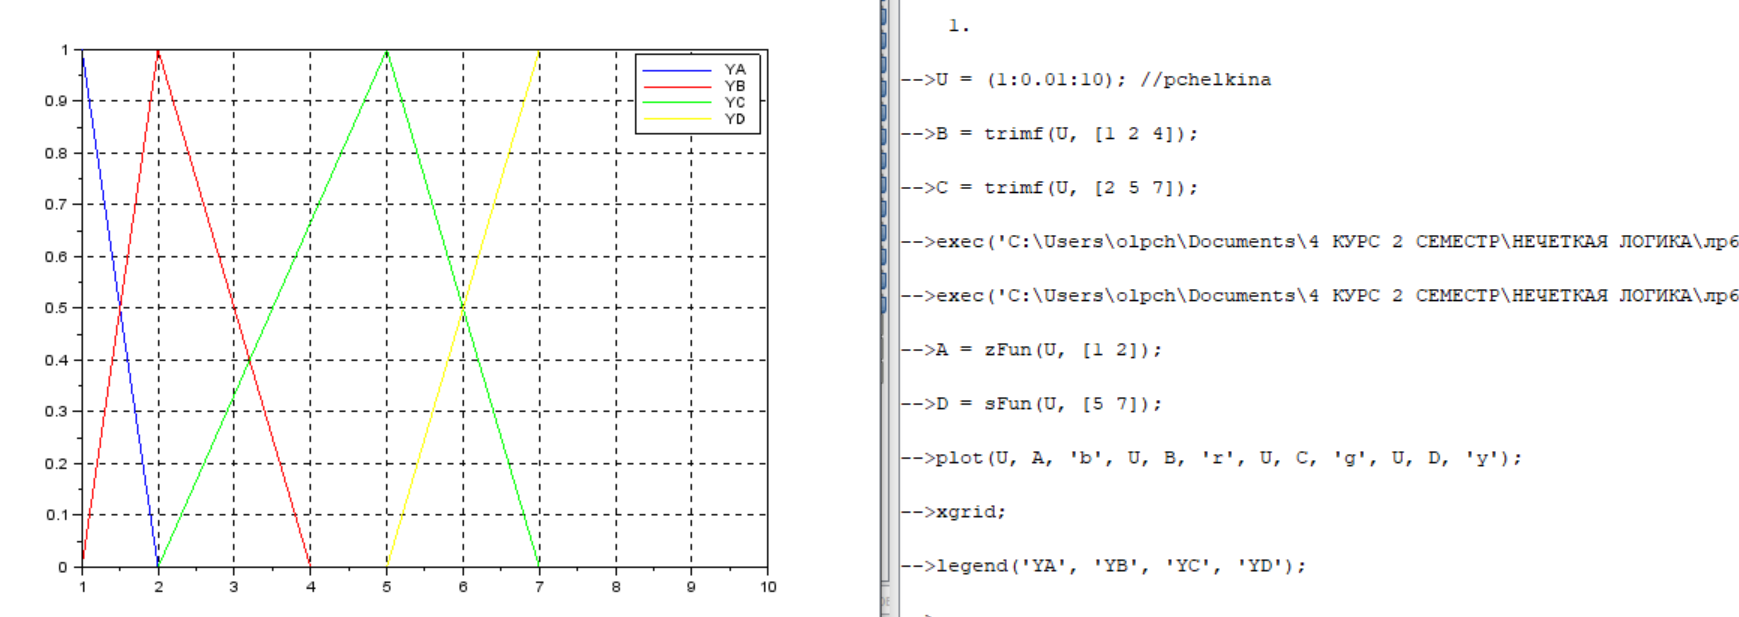 1
0.9
0.8
0.7
0.6
0.5
0.4
0.3
0.2
0.1
0
1 2 3 4 5 6 7 8 9 10
YA
YB
YC
YD
1.
-->U = (1:0.01:10); //pchelkina
-->B = trimf(U, [1 2 4]);
-->C = trimf(U, [2 5 7]);
-->exec('C:\Users\olpch\Documents\4 КУРС 2 СЕМЕСТР\НЕЧЕТКАЯ ЛОГИКА\лр6
-->exec('C:\Users\olpch\Documents\4 КУРС 2 СЕМЕСТР\НЕЧЕТКАЯ ЛОГИКА\лр6
-->A = zFun(U, [1 2]);
-->D = sFun(U, [5 7]);
-->plot(U, A, 'b', U, B, 'r', U, C, 'g', U, D, 'y');
-->xgrid;
-->legend('YA', 'YB', 'YC', 'YD');